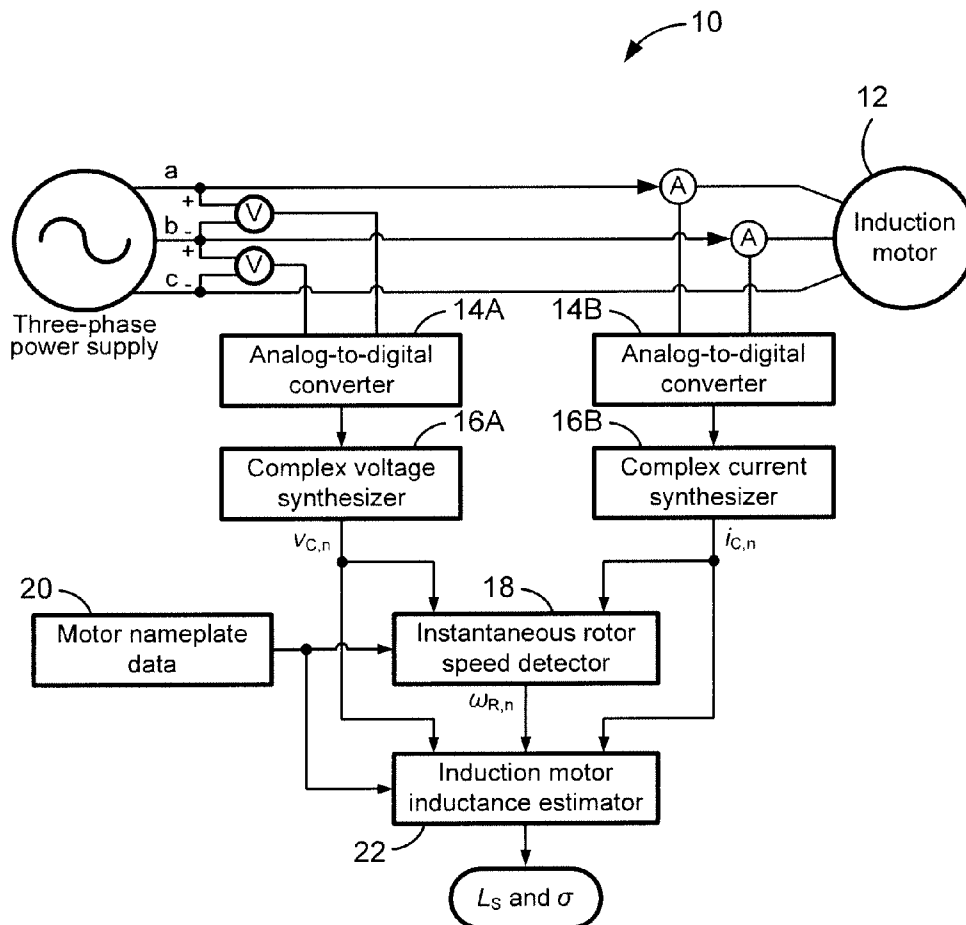 10
12
a
+
V
b -
+
V
c -
A
A
Induction
motor
Three-phase
power supply
14A
14B
Analog-to-digital
converter
Analog-to-digital
converter
16A
16B
Complex voltage
synthesizer
Complex current
synthesizer
vC,n
iC,n
20
18
Motor nameplate
data
Instantaneous rotor
speed detector
ωR,n
Induction motor
inductance estimator
22
LS and σ